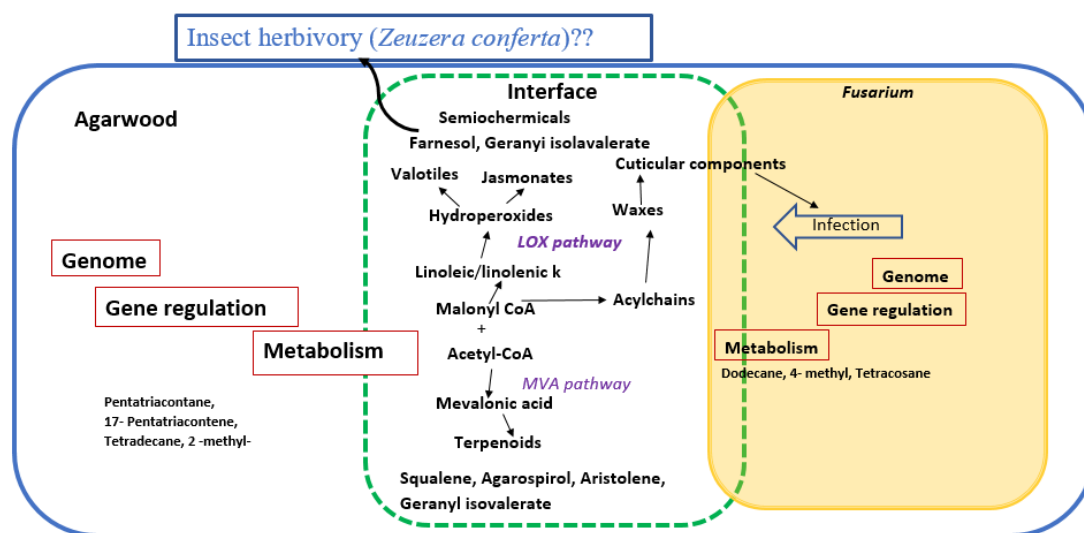 Insect herbivory (Zeuzera conferta)??
Agarwood
Interface
Fusarium
Semiochermicals
Farnesol, Geranyi isolavalerate
Cuticular components
Valotiles
Jasmonates
Hydroperoxides
Waxes
Infection
LOX pathway
Genome
Linoleic/linolenic k
Genome
Gene regulation
Malonyl CoA
Acylchains
Gene regulation
+
Metabolism
Acetyl-CoA
Metabolism
Dodecane, 4- methyl, Tetracosane
MVA pathway
Mevalonic acid
Pentatriacontane,
17- Pentatriacontene,
Tetradecane, 2 -methyl-
Terpenoids
Squalene, Agarospirol, Aristolene,
Geranyl isovalerate